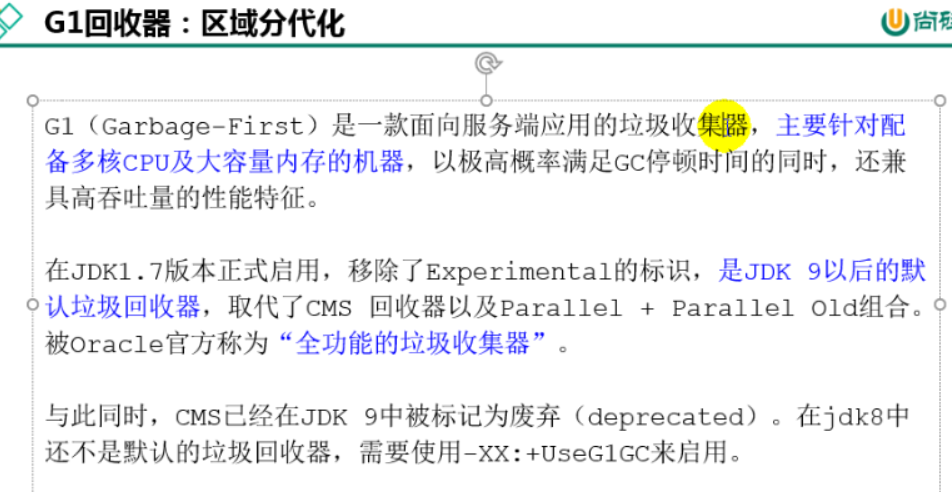 G1回收器：区域分代化
尚硅
G1（Garbage-First）是一款面向服务端应用的垃圾收集器，主要针对配
备多核CPU及大容量内存的机器，以极高概率满足GC停顿时间的同时，还兼
具高吞吐量的性能特征。
在JDK1.7版本正式启用，移除了Experimental的标识，是JDK 9以后的默
认垃圾回收器，取代了CMS 回收器以及Parallel + Parallel Old组合。
被Oracle官方称为“全功能的垃圾收集器”。
与此同时，CMS已经在JDK 9中被标记为废弃（deprecated）。在jdk8中
还不是默认的垃圾回收器，需要使用-XX:+UseG1GC来启用。